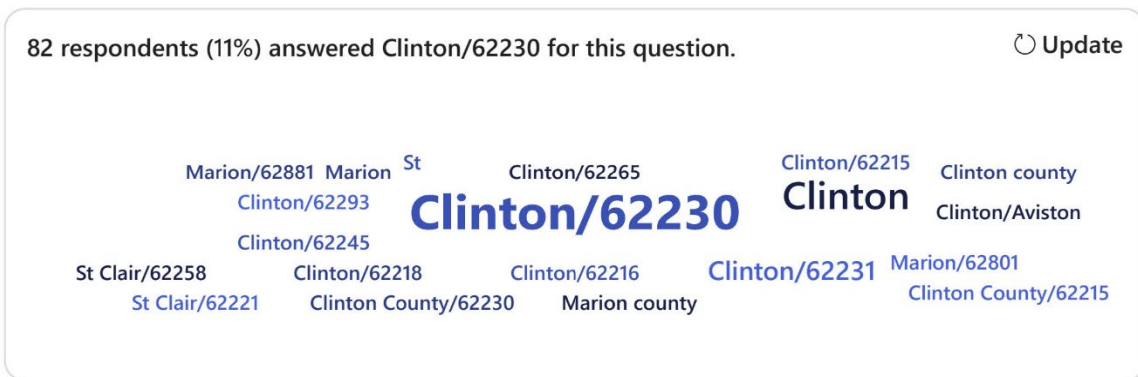 82 respondents (11%) answered Clinton/62230 for this question.
Update
Marion/62881 Marion St Clinton/62265 Clinton/62215 Clinton county
Clinton/62293 Clinton/62230 Clinton Clinton/Aviston
Clinton/62245
St Clair/62258 Clinton/62218 Clinton/62216 Clinton/62231 Marion/62801
St Clair/62221 Clinton County/62230 Marion county Clinton County/62215